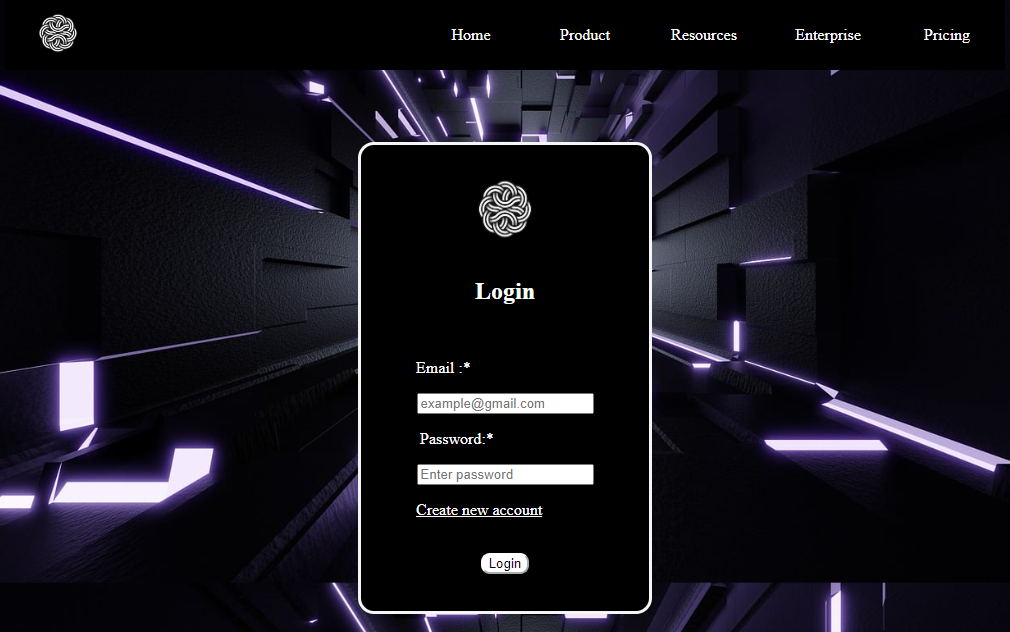 Home Product Resources Enterprise Pricing
Login
Email :*
example@gmail.com
Password:*
Enter password
Create new account
Login